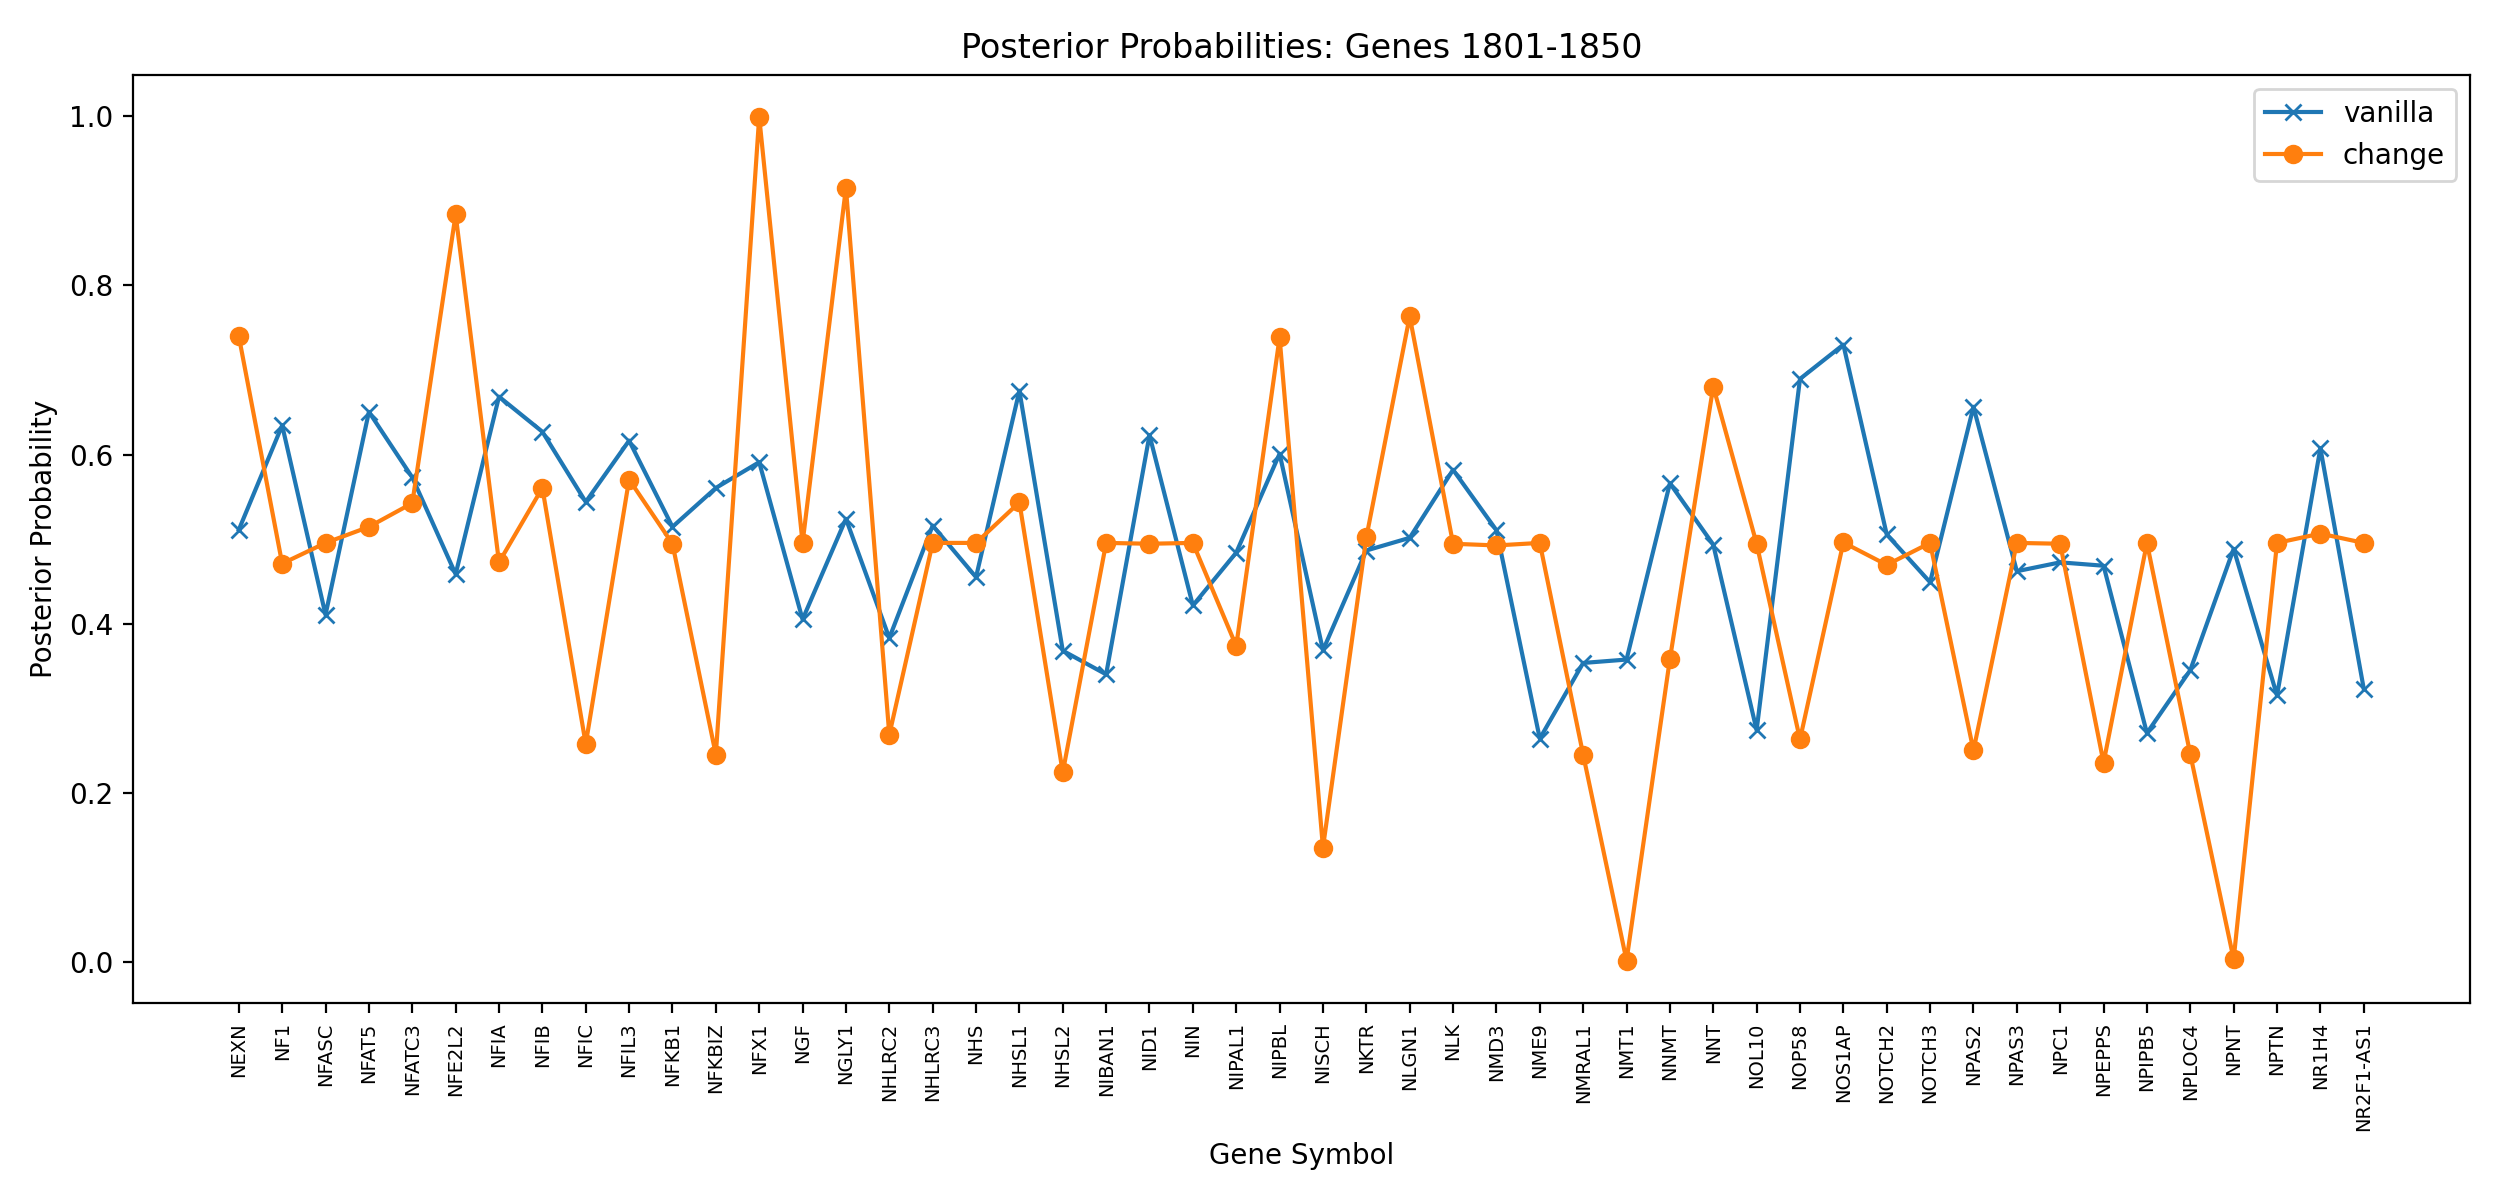 Posterior Probabilities: Genes 1801-1850
vanilla
change
Posterior Probability
1.0
0.8
0.6
0.4
0.2
0.0
NEXN
NF1
NFASC
NFAT5
NFATC3
NFE2L2
NFIA
NFIB
NFIC
NFIL3
NFKB1
NFKBIZ
NFX1
NGF
NGLY1
NHLRC2
NHLRC3
NHS
NHSL1
NHSL2
NIBAN1
NID1
NIN
NIPAL1
NIPBL
NISCH
NKTR
NLGN1
NLK
NMD3
NME9
NMRAL1
NMT1
NNMT
NNT
NOL10
NOP58
NOS1AP
NOTCH2
NOTCH3
NPAS2
NPAS3
NPC1
NPEPPS
NPIPB5
NPLOC4
NPNT
NPTN
NR1H4
NR2F1-AS1
Gene Symbol